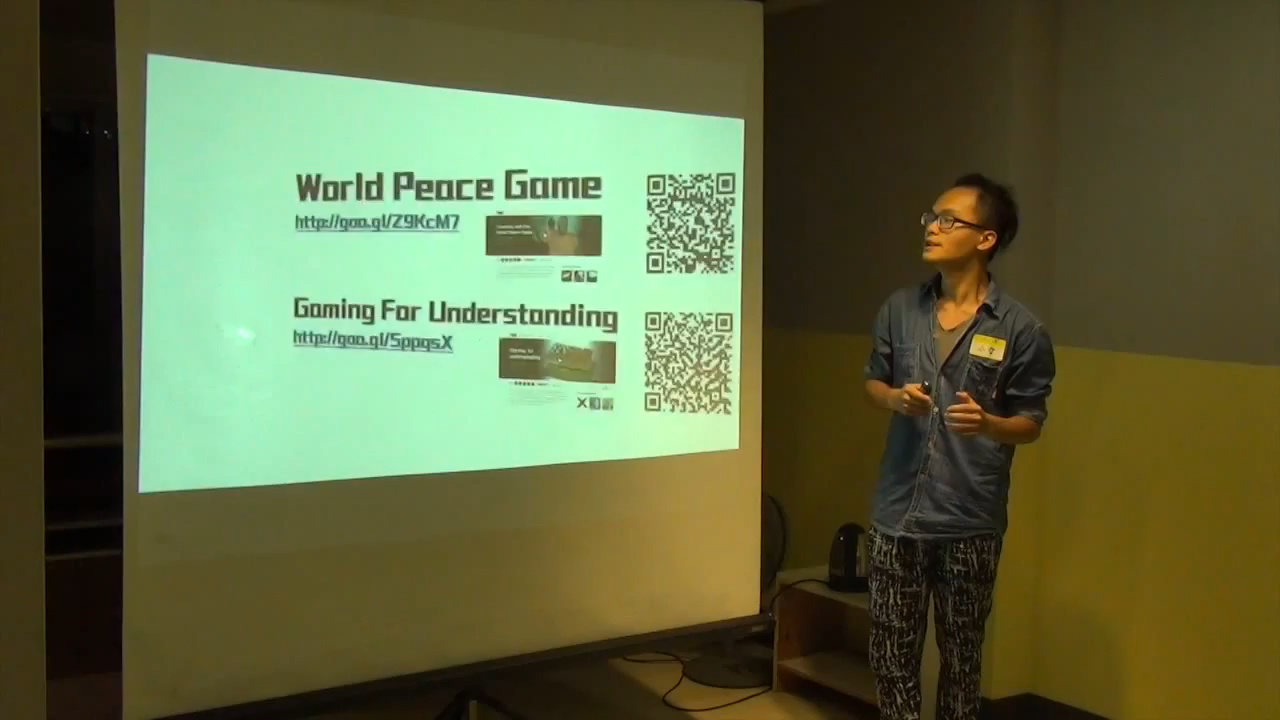 World Peace Game
http://goo.gl/Z9KcM7
Gaming For Understanding
http://goo.gl/5ppqsX